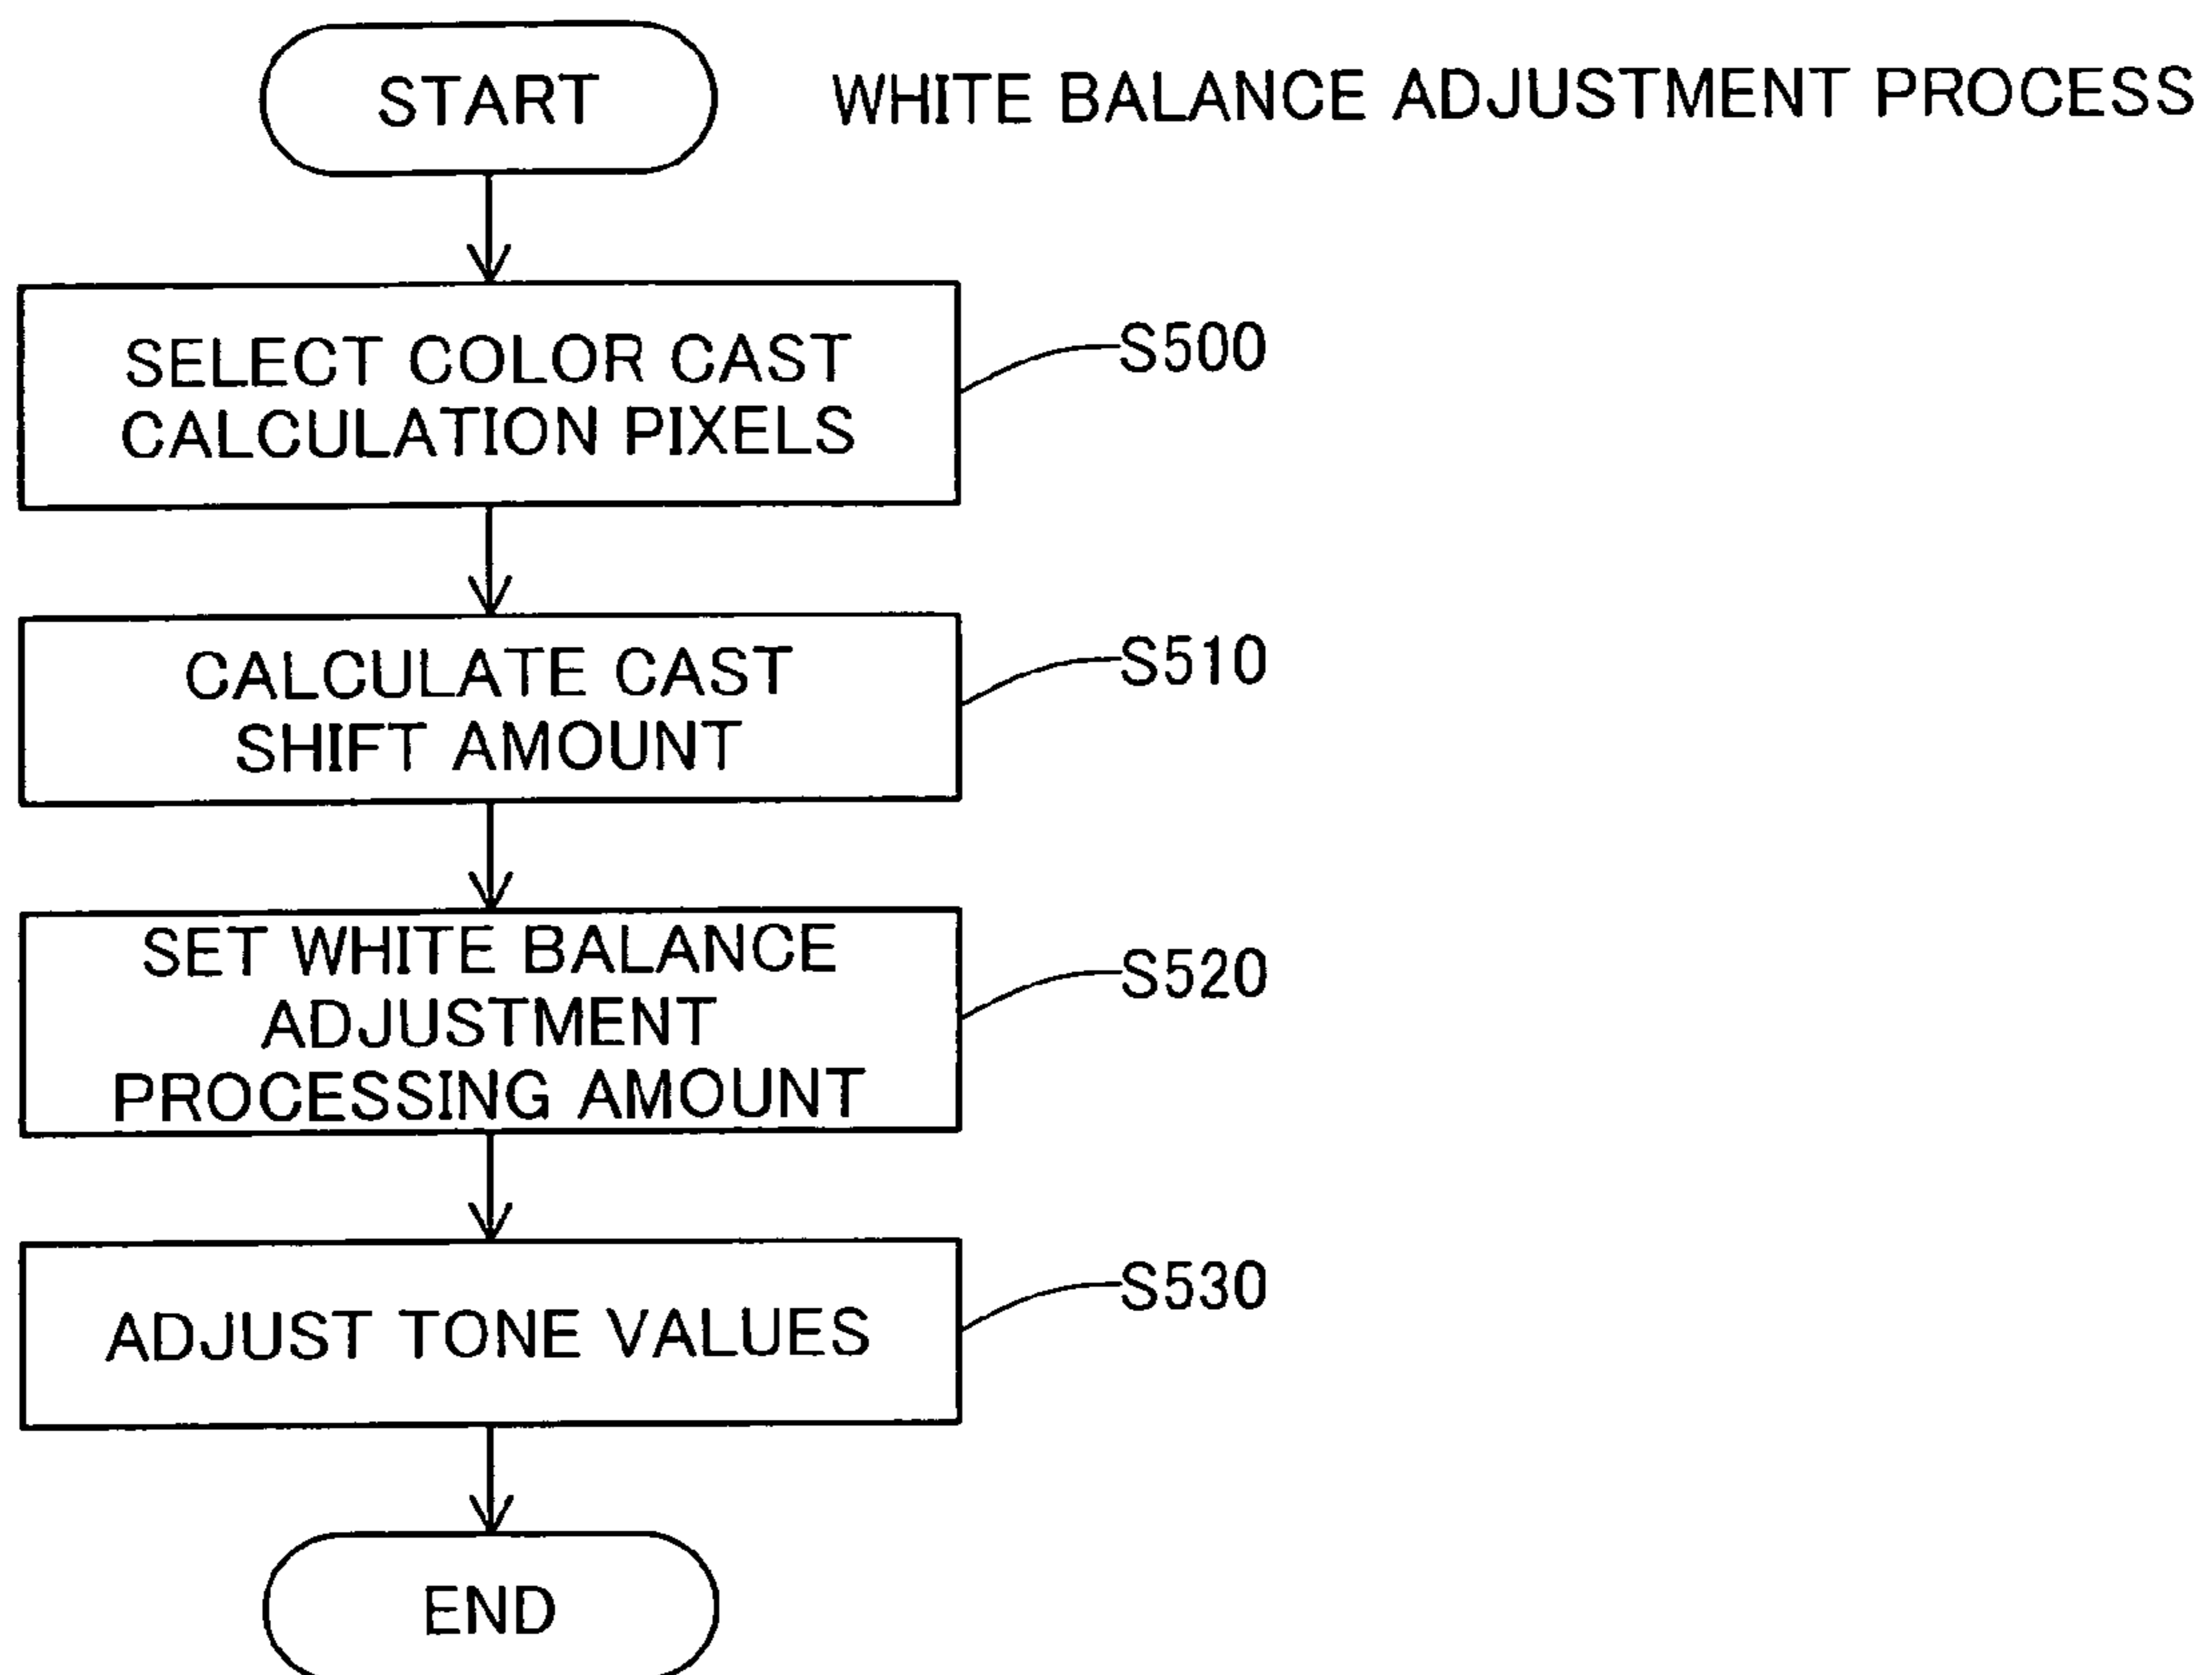 START
WHITE BALANCE ADJUSTMENT PROCESS
SELECT COLOR CAST
CALCULATION PIXELS
S500
CALCULATE CAST
SHIFT AMOUNT
S510
SET WHITE BALANCE
ADJUSTMENT
PROCESSING AMOUNT
S520
ADJUST TONE VALUES
S530
END